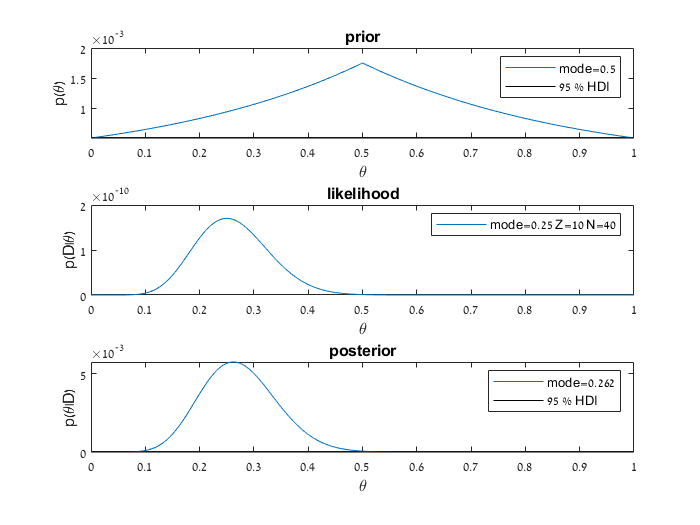 prior
×10⁻³
2
1.5
1
p(θ)
mode=0.5
95 % HDI
0 0.1 0.2 0.3 0.4 0.5 0.6 0.7 0.8 0.9 1
θ
likelihood
×10⁻¹⁰
2
1
0
p(D|θ)
mode=0.25 Z=10 N=40
0 0.1 0.2 0.3 0.4 0.5 0.6 0.7 0.8 0.9 1
θ
posterior
×10⁻³
5
0
p(θ|D)
mode=0.262
95 % HDI
0 0.1 0.2 0.3 0.4 0.5 0.6 0.7 0.8 0.9 1
θ